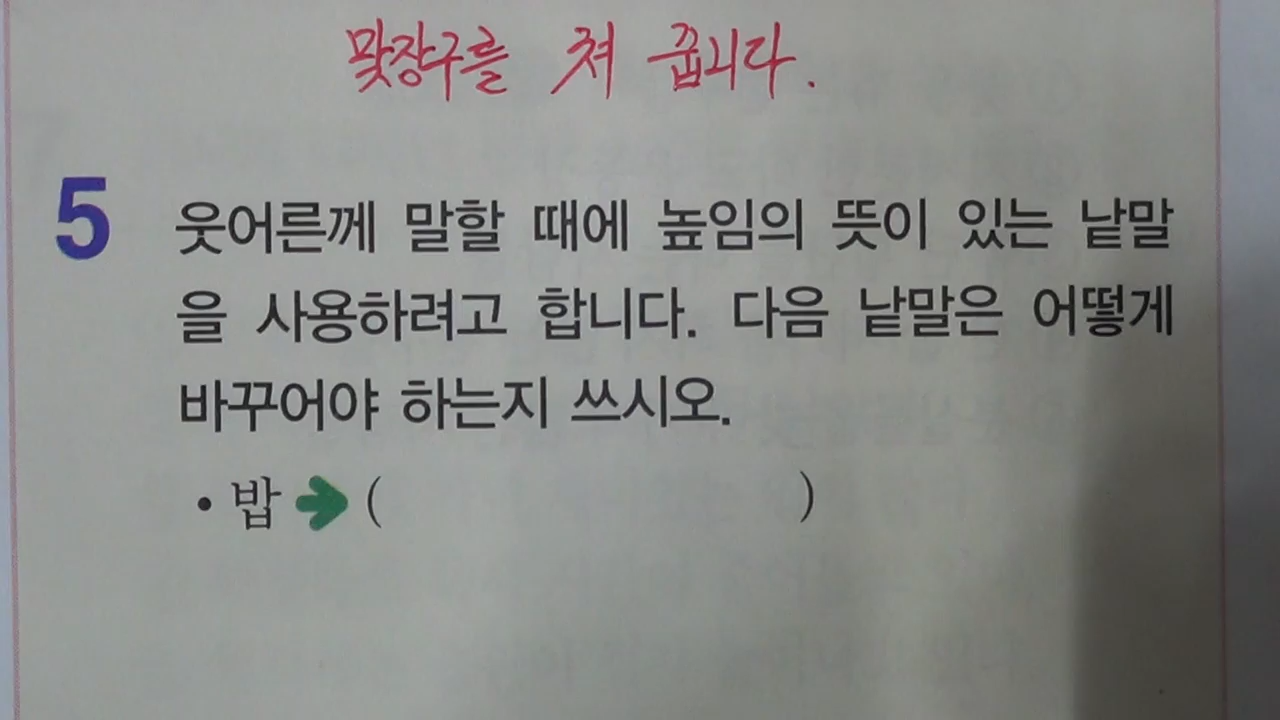 맞장구를 쳐 줍니다.
5 웃어른께 말할 때에 높임의 뜻이 있는 낱말
을 사용하려고 합니다. 다음 낱말은 어떻게
바꾸어야 하는지 쓰시오.
• 밥 ➔ ( )